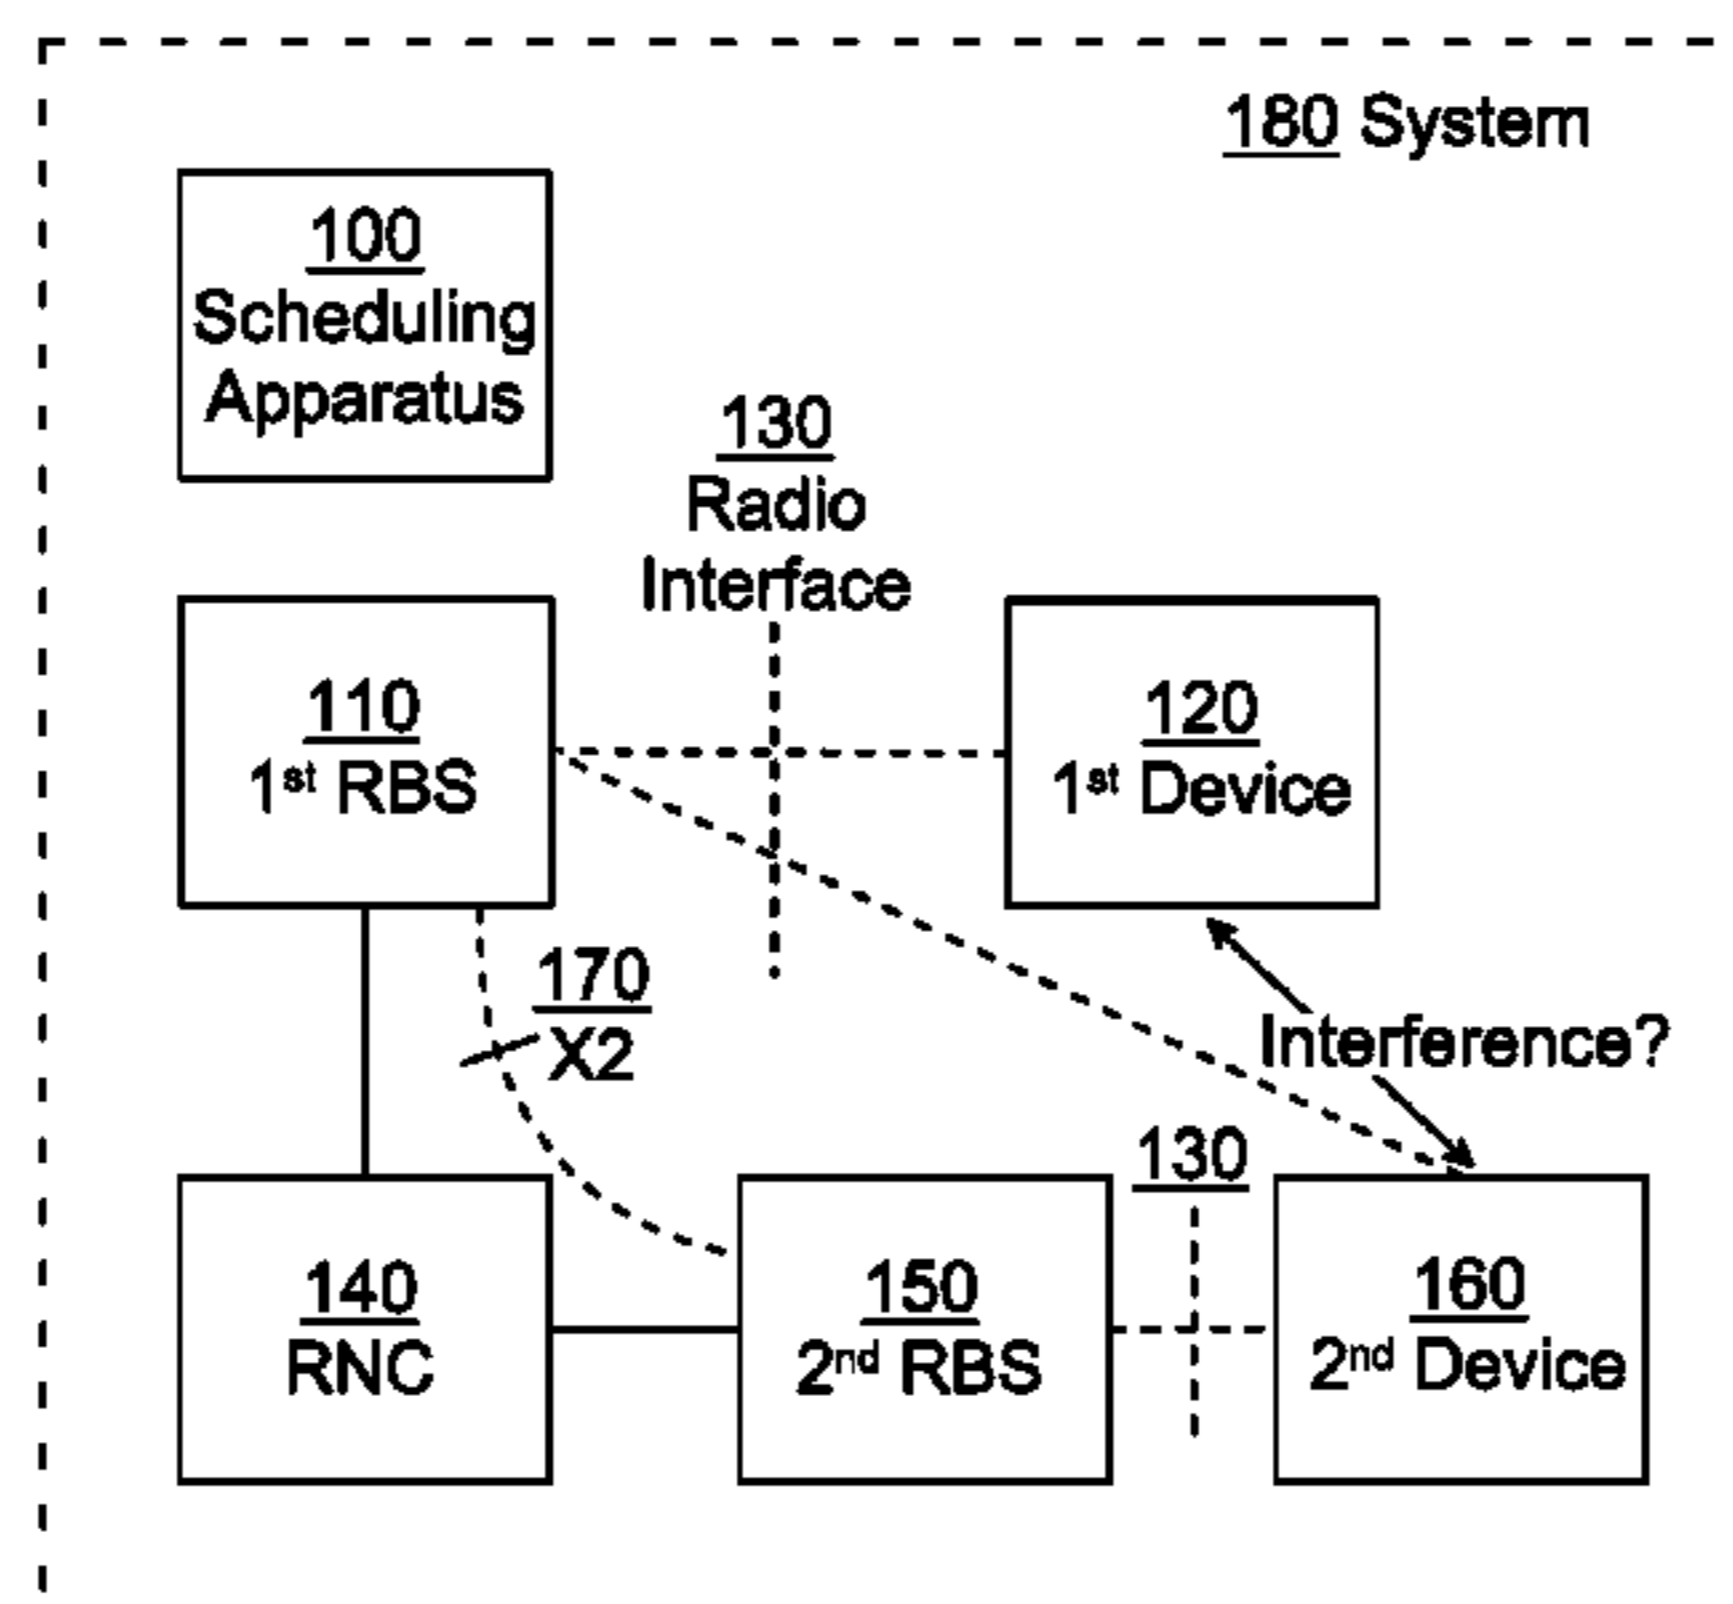 180 System
100
Scheduling
Apparatus
130
Radio
Interface
110
1st RBS
120
1st Device
170
X2
Interference?
130
140
RNC
150
2nd RBS
160
2nd Device